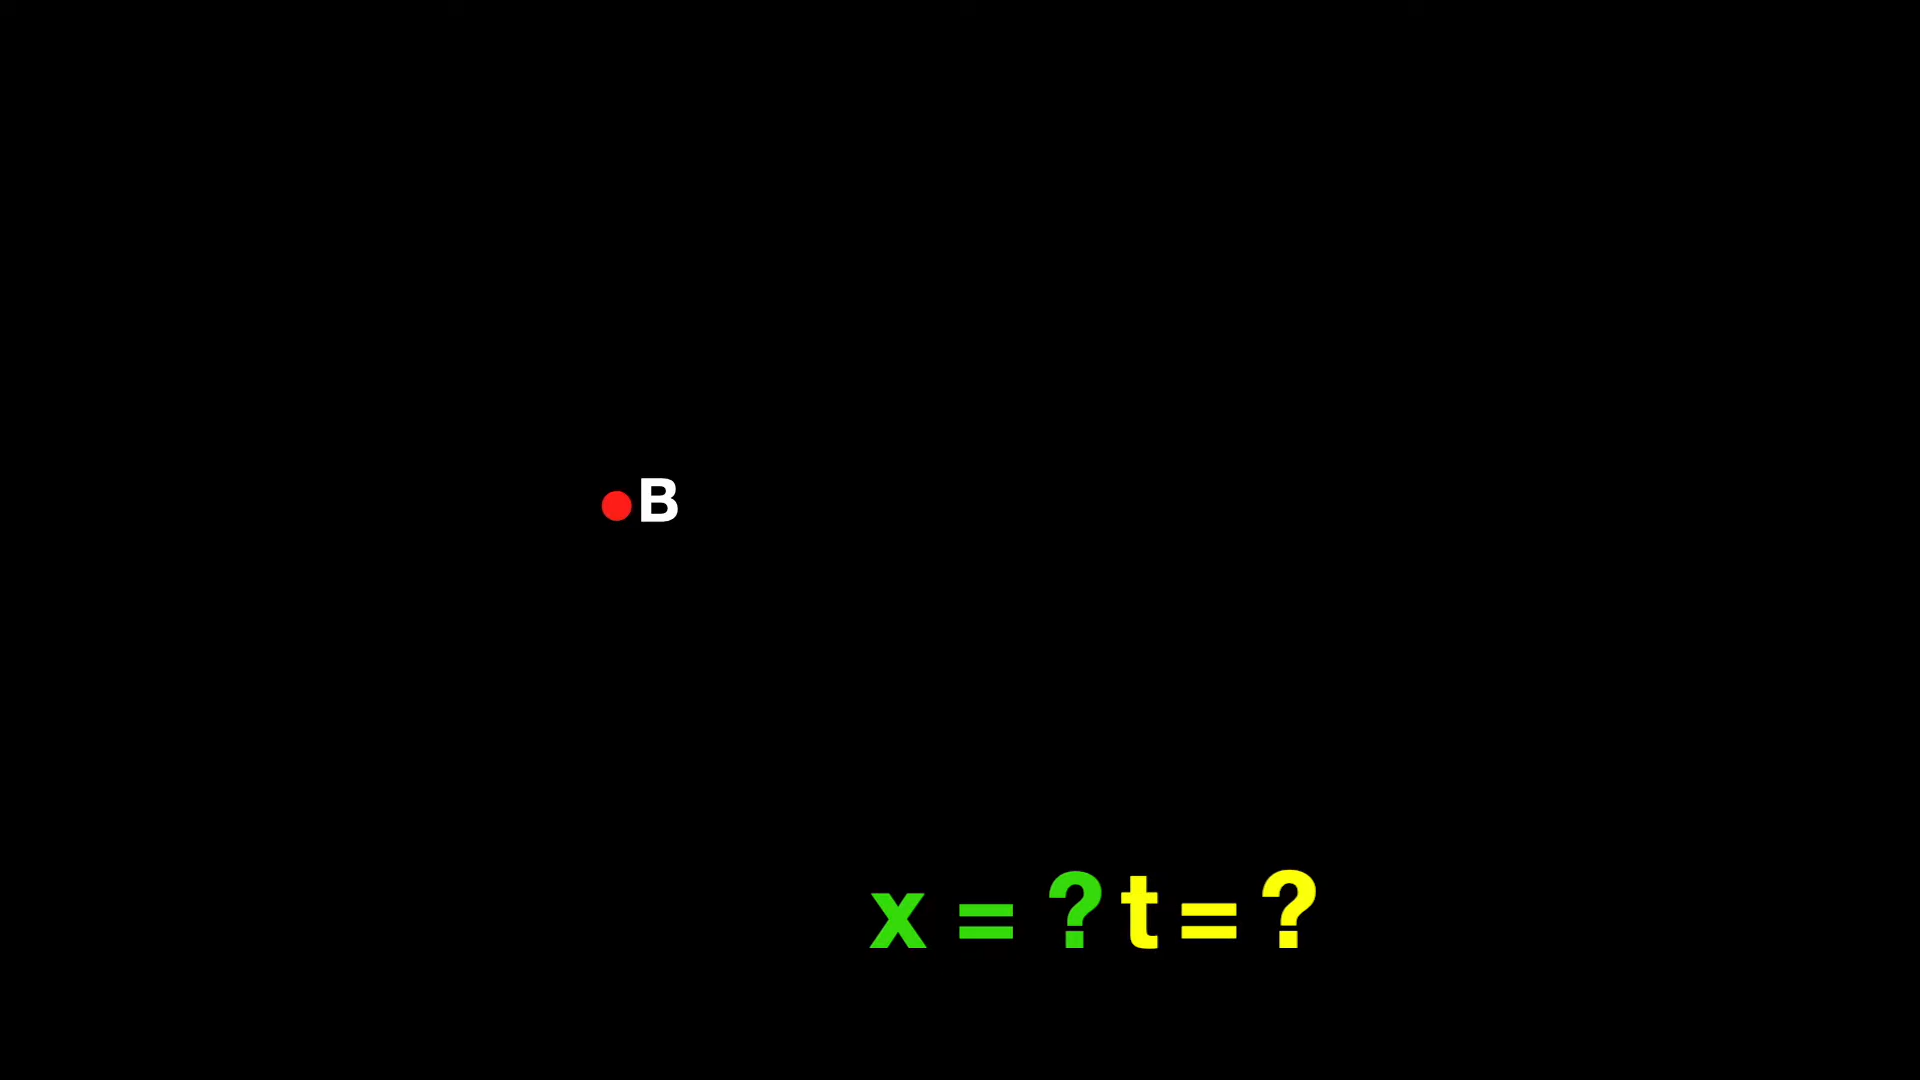 B
x = ? t = ?